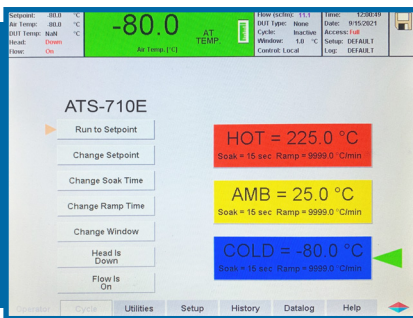 Setpoint: -80.0 °C
Air Temp: -80.0 °C
DUT Temp: NaN °C
Head: Down
Flow: On
-80.0
AT TEMP.
Air Temp. [°C]
Flow (scfm): 11.1
DUT Type: None
Cycle: Inactive
Window: 1.0 °C
Control: Local
Time: 12:00:49
Date: 9/15/2021
Access: Full
Setup: DEFAULT
Log: DEFAULT
ATS-710E
Run to Setpoint
Change Setpoint
Change Soak Time
Change Ramp Time
Change Window
Head Is
Down
Flow Is
On
HOT = 225.0 °C
Soak = 15 sec Ramp = 9999.0 °C/min
AMB = 25.0 °C
Soak = 15 sec Ramp = 9999.0 °C/min
COLD = -80.0 °C
Soak = 15 sec Ramp = 9999.0 °C/min
Operator Cycle Utilities Setup History Datalog Help